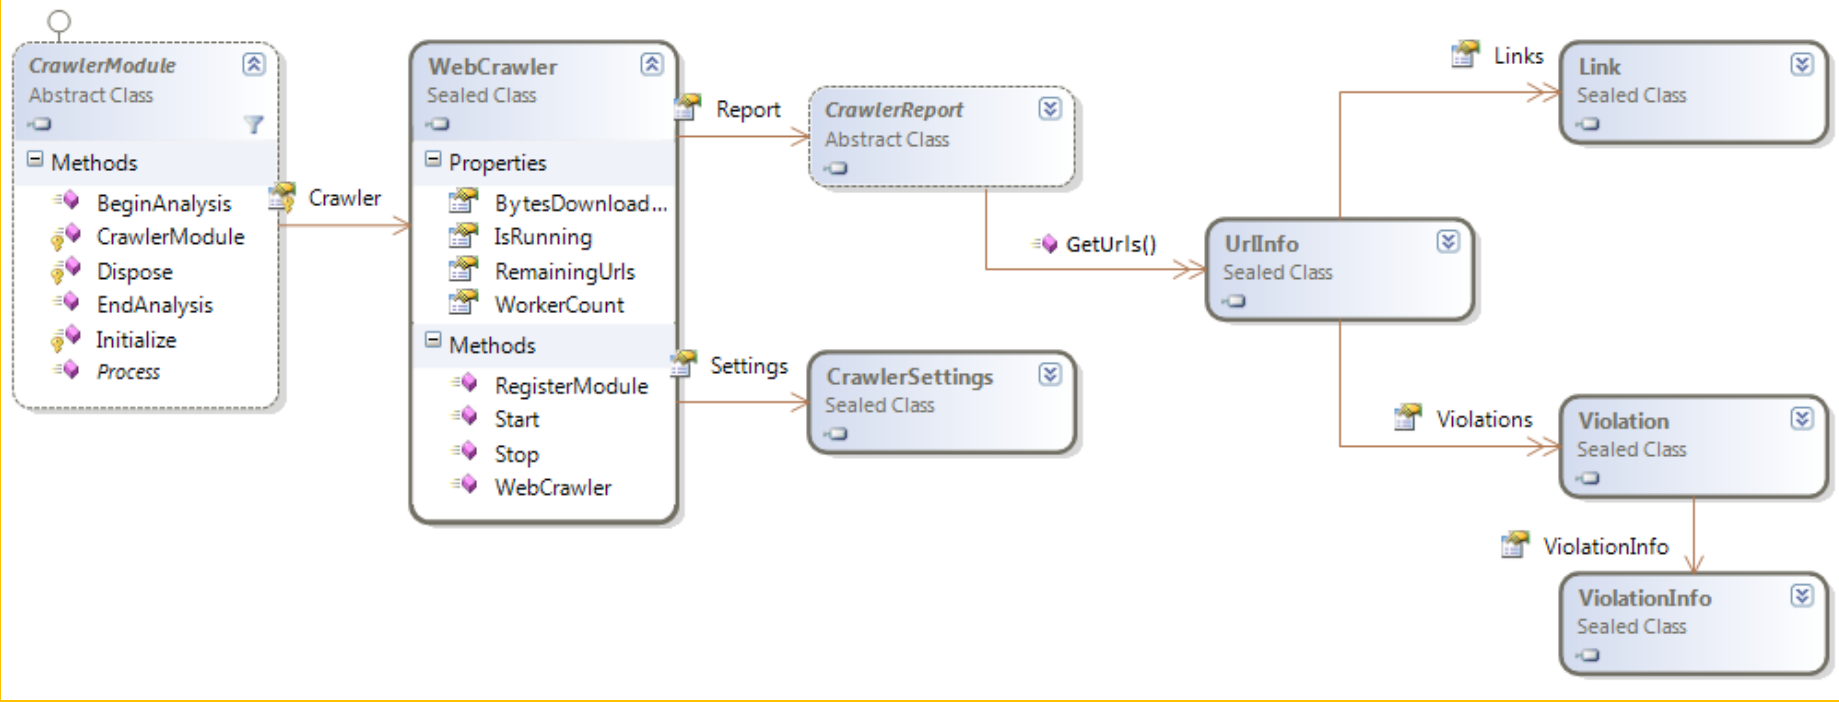 CrawlerModule
Abstract Class
Methods
BeginAnalysis
CrawlerModule
Dispose
EndAnalysis
Initialize
Process
Crawler
WebCrawler
Sealed Class
Properties
BytesDownload...
IsRunning
RemainingUrls
WorkerCount
Methods
RegisterModule
Start
Stop
WebCrawler
Report
CrawlerReport
Abstract Class
Settings
CrawlerSettings
Sealed Class
GetUrls()
UrlInfo
Sealed Class
Links
Link
Sealed Class
Violations
Violation
Sealed Class
ViolationInfo
ViolationInfo
Sealed Class